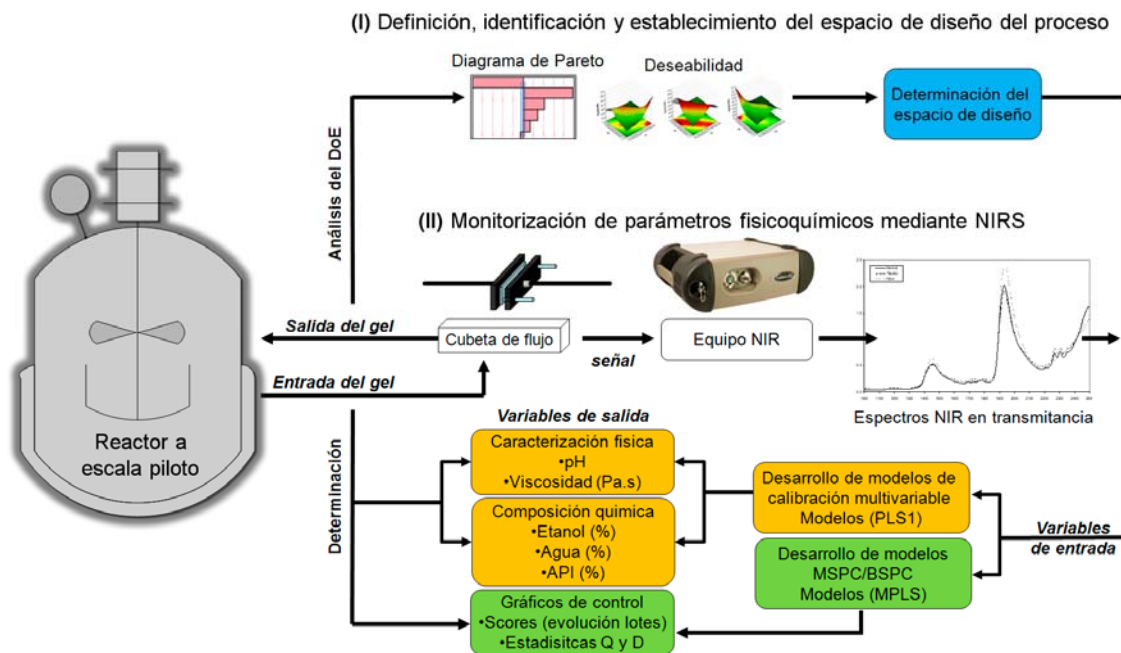 (I) Definición, identificación y establecimiento del espacio de diseño del proceso
Diagrama de Pareto
Deseabilidad
Determinación del
espacio de diseño
Análisis del DoE
(II) Monitorización de parámetros fisicoquímicos mediante NIRS
Salida del gel
Cubeta de flujo
señal
Equipo NIR
Entrada del gel
Espectros NIR en transmitancia
Reactor a
escala piloto
Determinación
Variables de salida
Caracterización fisica
•pH
•Viscosidad (Pa.s)
Composición quimica
•Etanol (%)
•Agua (%)
•API (%)
Gráficos de control
•Scores (evolución lotes)
•Estadisitcas Q y D
Desarrollo de modelos de
calibración multivariable
Modelos (PLS1)
Desarrollo de modelos
MSPC/BSPC
Modelos (MPLS)
Variables
de entrada